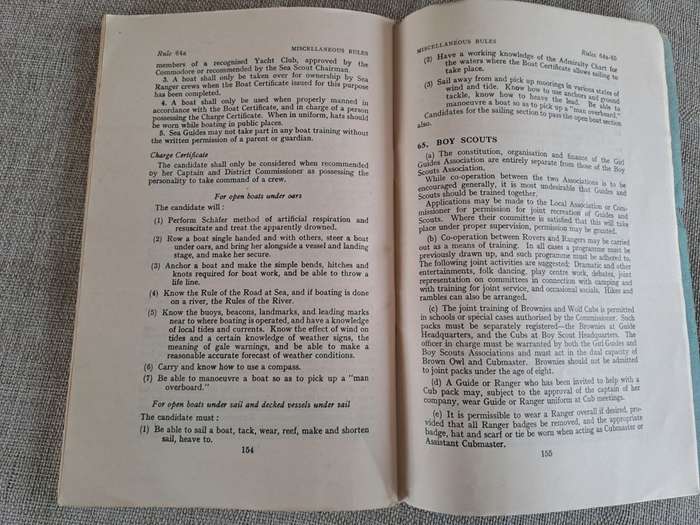 Rule 64a
MISCELLANEOUS RULES
members of a recognised Yacht Club, approved by the
Commodore or recommended by the Sea Scout Chairman.
3. A boat shall only be taken over for ownership by Sea
Ranger crews when the Boat Certificate issued for this purpose
has been completed.
4. A boat shall only be used when properly manned in
accordance with the Boat Certificate, and in charge of a person
possessing the Charge Certificate. When in uniform, hats should
be worn while boating in public places.
5. Sea Guides may not take part in any boat training without
the written permission of a parent or guardian.
Charge Certificate
The candidate shall only be considered when recommended
by her Captain and District Commissioner as possessing the
personality to take command of a crew.
For open boats under oars
The candidate will :
(1) Perform Schäfer method of artificial respiration and
resuscitate and treat the apparently drowned.
(2) Row a boat single handed and with others, steer a boat
under oars, and bring her alongside a vessel and landing
stage, and make her secure.
(3) Anchor a boat and make the simple bends, hitches and
knots required for boat work, and be able to throw a
life line.
(4) Know the Rule of the Road at Sea, and if boating is done
on a river, the Rules of the River.
(5) Know the buoys, beacons, landmarks, and leading marks
near to where boating is operated, and have a knowledge
of local tides and currents. Know the effect of wind on
tides and a certain knowledge of weather signs, the
meaning of gale warnings, and be able to make a
reasonable accurate forecast of weather conditions.
(6) Carry and know how to use a compass.
(7) Be able to manoeuvre a boat so as to pick up a "man
overboard."
For open boats under sail and decked vessels under sail
The candidate must :
(1) Be able to sail a boat, tack, wear, reef, make and shorten
sail, heave to.
154
MISCELLANEOUS RULES
Rules 64a-65
(2) Have a working knowledge of the Admiralty Chart for
the waters where the Boat Certificate allows sailing to
take place.
(3) Sail away from and pick up moorings in various states of
wind and tide. Know how to use anchors and ground
tackle, know how to heave the lead. Be able to
manoeuvre a boat so as to pick up a "man overboard."
Candidates for the sailing section to pass the open boat section
also.
65. BOY SCOUTS
(a) The constitution, organisation and finance of the Girl
Guides Association are entirely separate from those of the Boy
Scouts Association.
While co-operation between the two Associations is to be
encouraged generally, it is most undesirable that Guides and
Scouts should be trained together.
Applications may be made to the Local Association or Com-
missioner for permission for joint recreation of Guides and
Scouts. Where their committee is satisfied that this will take
place under proper supervision, permission may be granted.
(b) Co-operation between Rovers and Rangers may be carried
out as a means of training. In all cases a programme must be
previously drawn up, and such programme must be adhered to.
The following joint activities are suggested: Dramatic and other
entertainments, folk dancing, play centre work, debates, joint
representation on committees in connection with camping and
with training for joint service, and occasional socials. Hikes and
rambles can also be arranged.
(c) The joint training of Brownies and Wolf Cubs is permitted
in schools or special cases authorised by the Commissioner. Such
packs must be separately registered—the Brownies at Guide
Headquarters, and the Cubs at Boy Scout Headquarters. The
officer in charge must be warranted by both the Girl Guides and
Boy Scouts Associations and must act in the dual capacity of
Brown Owl and Cubmaster. Brownies should not be admitted
to joint packs under the age of eight.
(d) A Guide or Ranger who has been invited to help with a
Cub pack may, subject to the approval of the captain of her
company, wear Guide or Ranger uniform at Cub meetings.
(e) It is permissible to wear a Ranger overall if desired, pro-
vided that all Ranger badges be removed, and the appropriate
badge, hat and scarf or tie be worn when acting as Cubmaster or
Assistant Cubmaster.
155